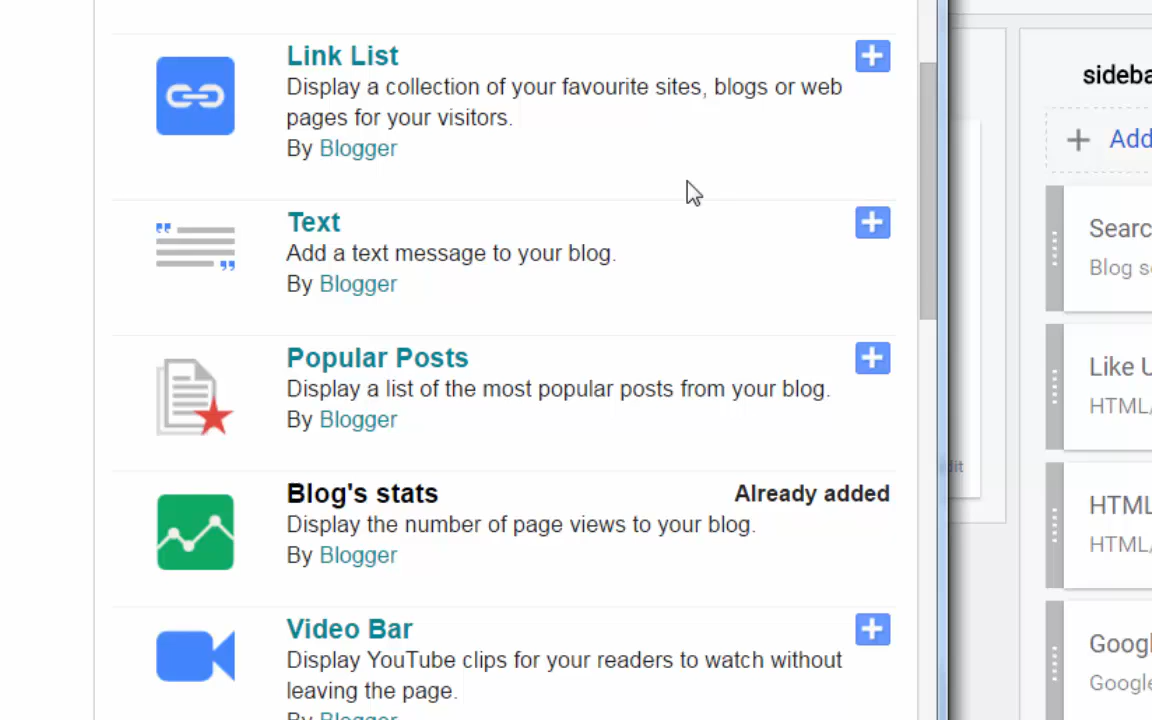 Link List
Display a collection of your favourite sites, blogs or web
pages for your visitors.
By Blogger
Text
Add a text message to your blog.
By Blogger
Popular Posts
Display a list of the most popular posts from your blog.
By Blogger
Blog's stats
Already added
Display the number of page views to your blog.
By Blogger
Video Bar
Display YouTube clips for your readers to watch without
leaving the page.
By Blogger
sideba
Add
Searc
Blog s
Like U
HTML/
HTML
HTML/
Googl
Google
dit